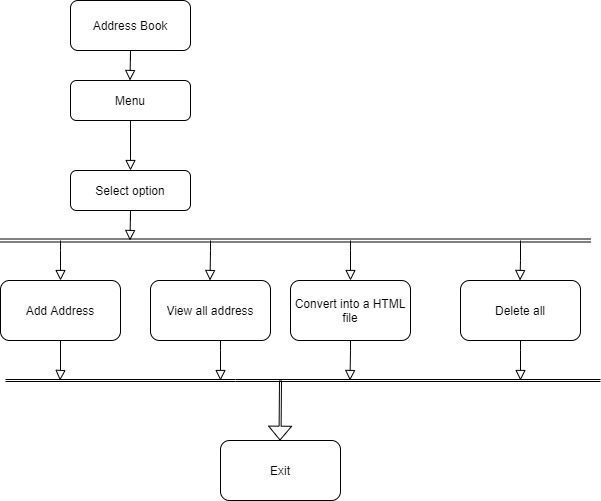 Address Book
Menu
Select option
Add Address
View all address
Convert into a HTML
file
Delete all
Exit